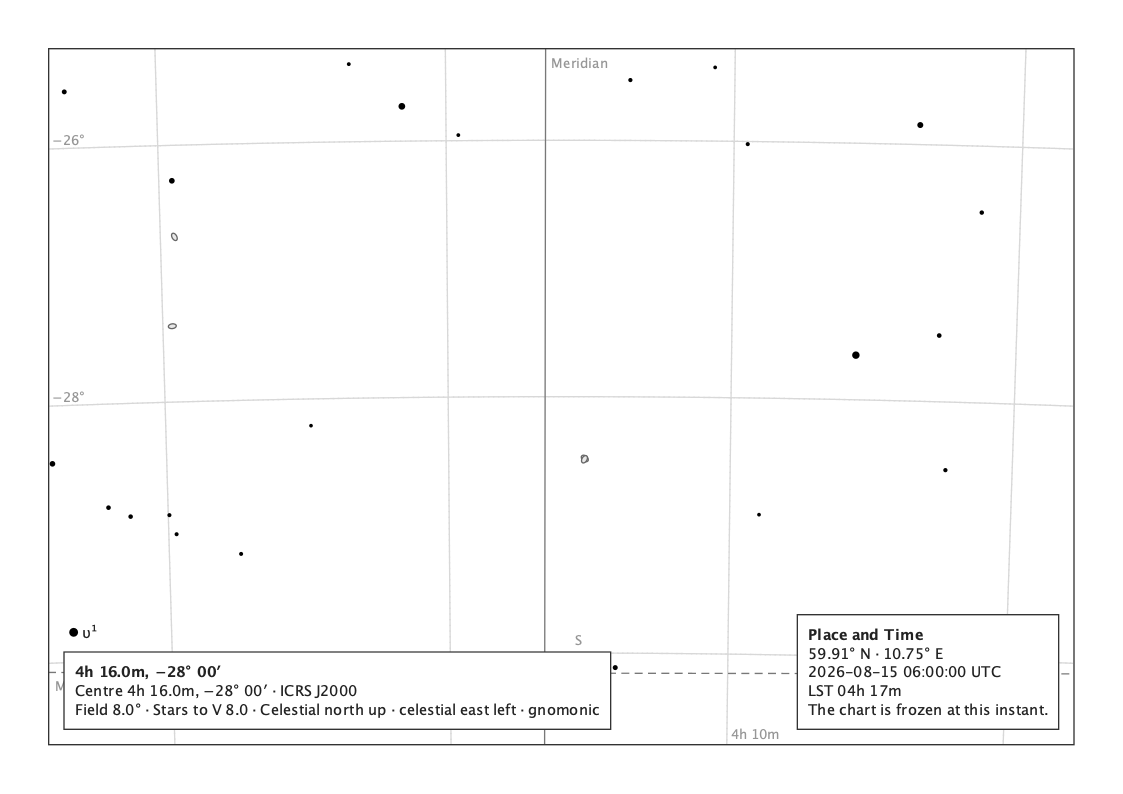 Meridian
−26°
−28°
υ¹
S
4h 16.0m, −28° 00′
Centre 4h 16.0m, −28° 00′ · ICRS J2000
Field 8.0° · Stars to V 8.0 · Celestial north up · celestial east left · gnomonic
Place and Time
59.91° N · 10.75° E
2026-08-15 06:00:00 UTC
LST 04h 17m
The chart is frozen at this instant.
4h 10m